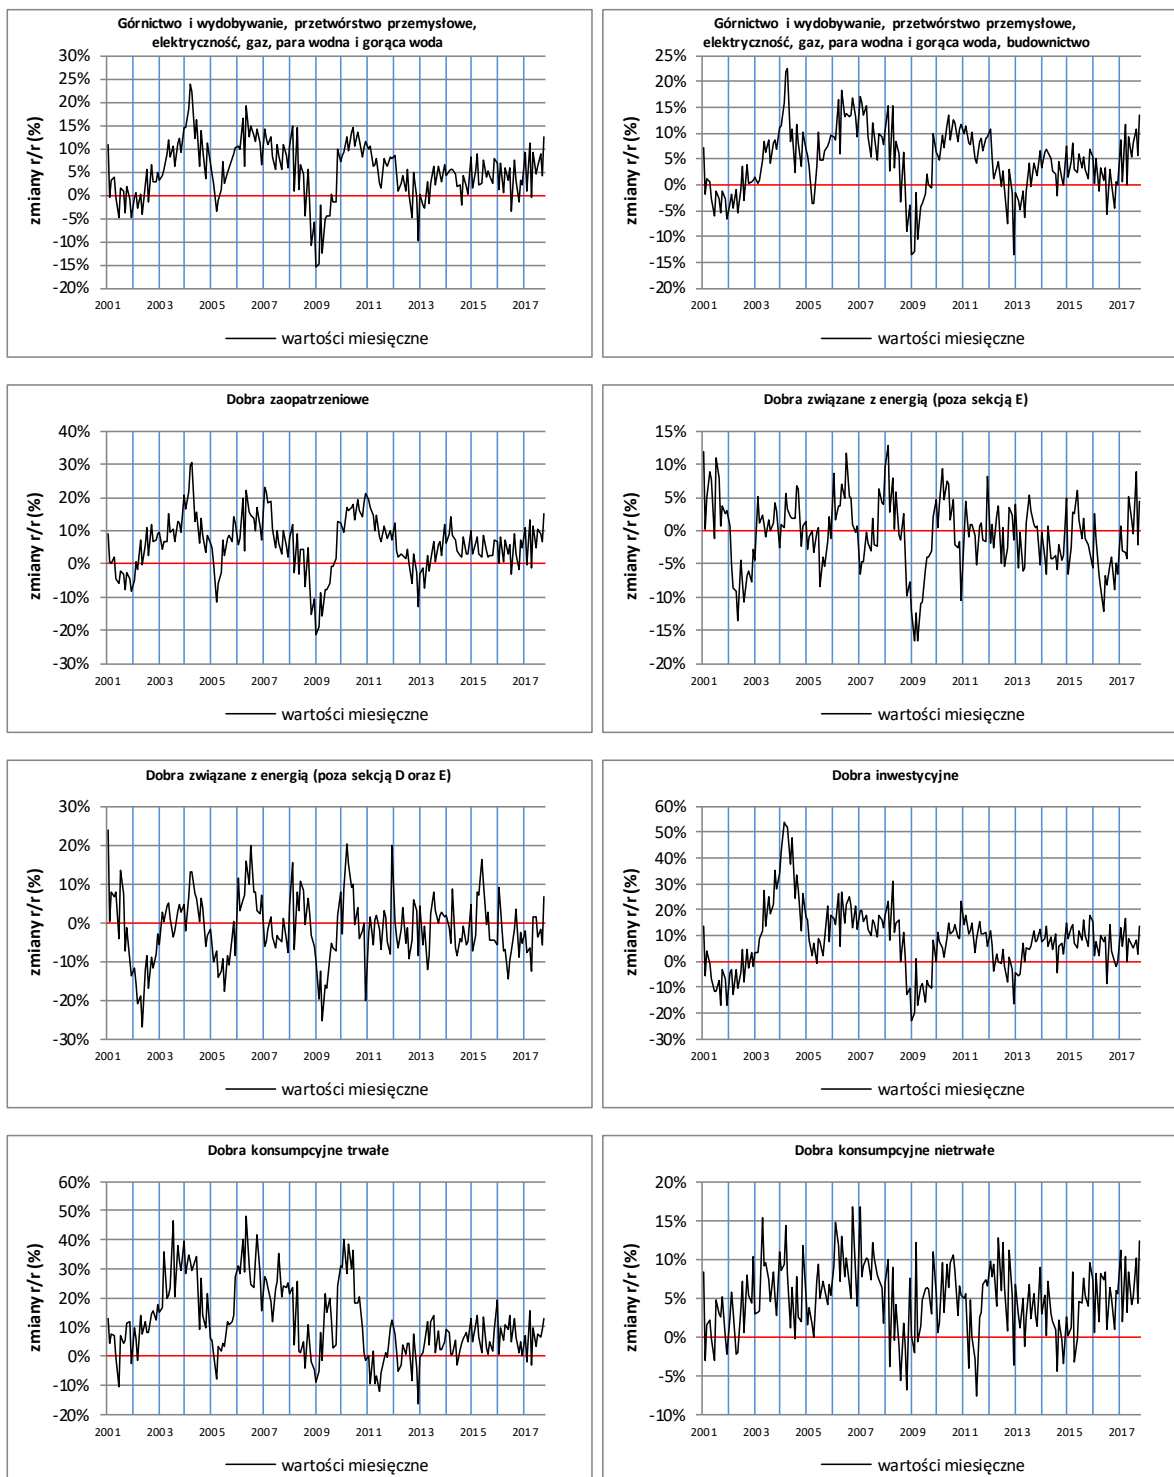 Górnictwo i wydobywanie, przetwórstwo przemysłowe,
elektryczność, gaz, para wodna i gorąca woda
zmiany r/r (%)
30%
25%
20%
15%
10%
5%
0%
-5%
-10%
-15%
-20%
2001 2003 2005 2007 2009 2011 2013 2015 2017
wartości miesięczne
Górnictwo i wydobywanie, przetwórstwo przemysłowe,
elektryczność, gaz, para wodna i gorąca woda, budownictwo
zmiany r/r (%)
25%
20%
15%
10%
5%
0%
-5%
-10%
-15%
-20%
2001 2003 2005 2007 2009 2011 2013 2015 2017
wartości miesięczne
Dobra zaopatrzeniowe
zmiany r/r (%)
40%
30%
20%
10%
0%
-10%
-20%
-30%
2001 2003 2005 2007 2009 2011 2013 2015 2017
wartości miesięczne
Dobra związane z energią (poza sekcją E)
zmiany r/r (%)
15%
10%
5%
0%
-5%
-10%
-15%
-20%
2001 2003 2005 2007 2009 2011 2013 2015 2017
wartości miesięczne
Dobra związane z energią (poza sekcją D oraz E)
zmiany r/r (%)
30%
20%
10%
0%
-10%
-20%
-30%
2001 2003 2005 2007 2009 2011 2013 2015 2017
wartości miesięczne
Dobra inwestycyjne
zmiany r/r (%)
60%
50%
40%
30%
20%
10%
0%
-10%
-20%
-30%
2001 2003 2005 2007 2009 2011 2013 2015 2017
wartości miesięczne
Dobra konsumpcyjne trwałe
zmiany r/r (%)
60%
50%
40%
30%
20%
10%
0%
-10%
-20%
2001 2003 2005 2007 2009 2011 2013 2015 2017
wartości miesięczne
Dobra konsumpcyjne nietrwałe
zmiany r/r (%)
20%
15%
10%
5%
0%
-5%
-10%
2001 2003 2005 2007 2009 2011 2013 2015 2017
wartości miesięczne